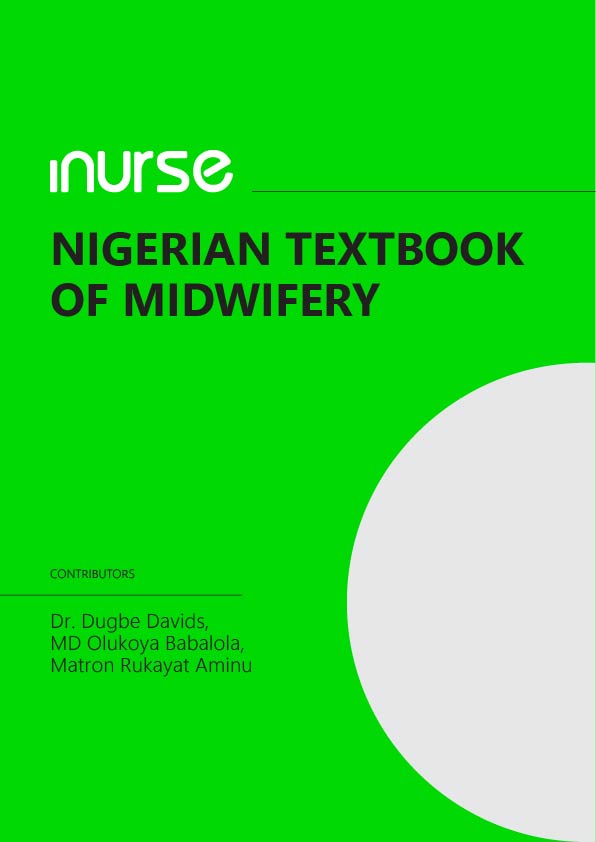 inurse
NIGERIAN TEXTBOOK
OF MIDWIFERY
CONTRIBUTORS
Dr. Dugbe Davids,
MD Olukoya Babalola,
Matron Rukayat Aminu